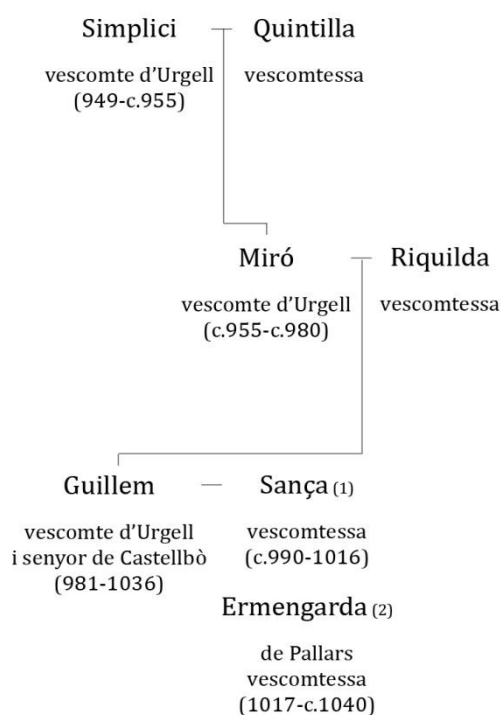 Simplici
Quintilla
vescomte d'Urgell
(949-c.955)
vescomtessa
Miró
Riquilda
vescomte d'Urgell
(c.955-c.980)
vescomtessa
Guillem
Sança (1)
vescomte d'Urgell
i senyor de Castellbò
(981-1036)
vescomtessa
(c.990-1016)
Ermengarda (2)
de Pallars
vescomtessa
(1017-c.1040)